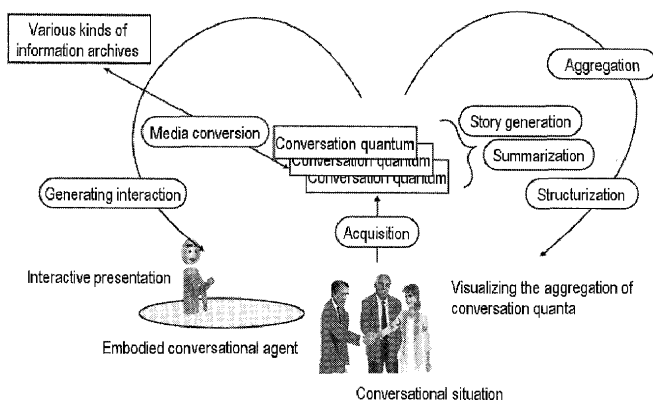 Various kinds of
information archives
Aggregation
Media conversion
Conversation quantum
Conversation quantum
Conversation quantum
Story generation
Summarization
Generating interaction
Structurization
Acquisition
Interactive presentation
Visualizing the aggregation of
conversation quanta
Embodied conversational agent
Conversational situation